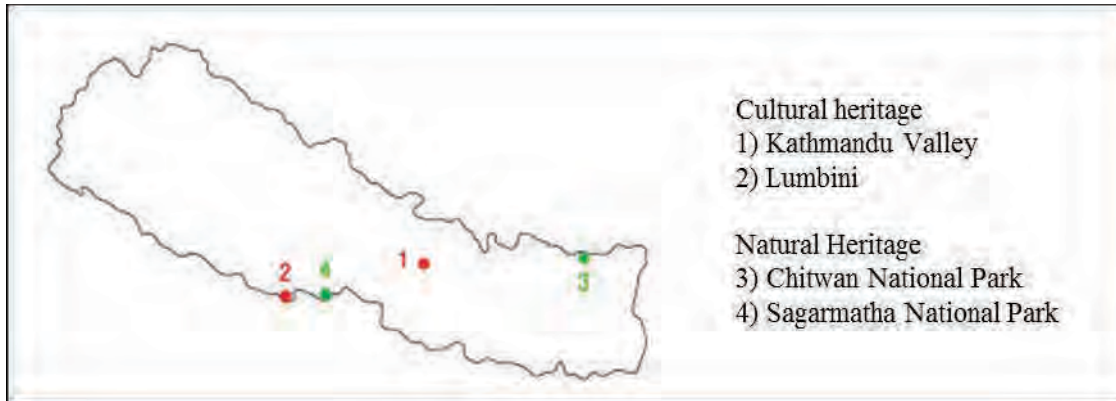 Cultural heritage
1) Kathmandu Valley
2) Lumbini
Natural Heritage
3) Chitwan National Park
4) Sagarmatha National Park
2
4
1
3